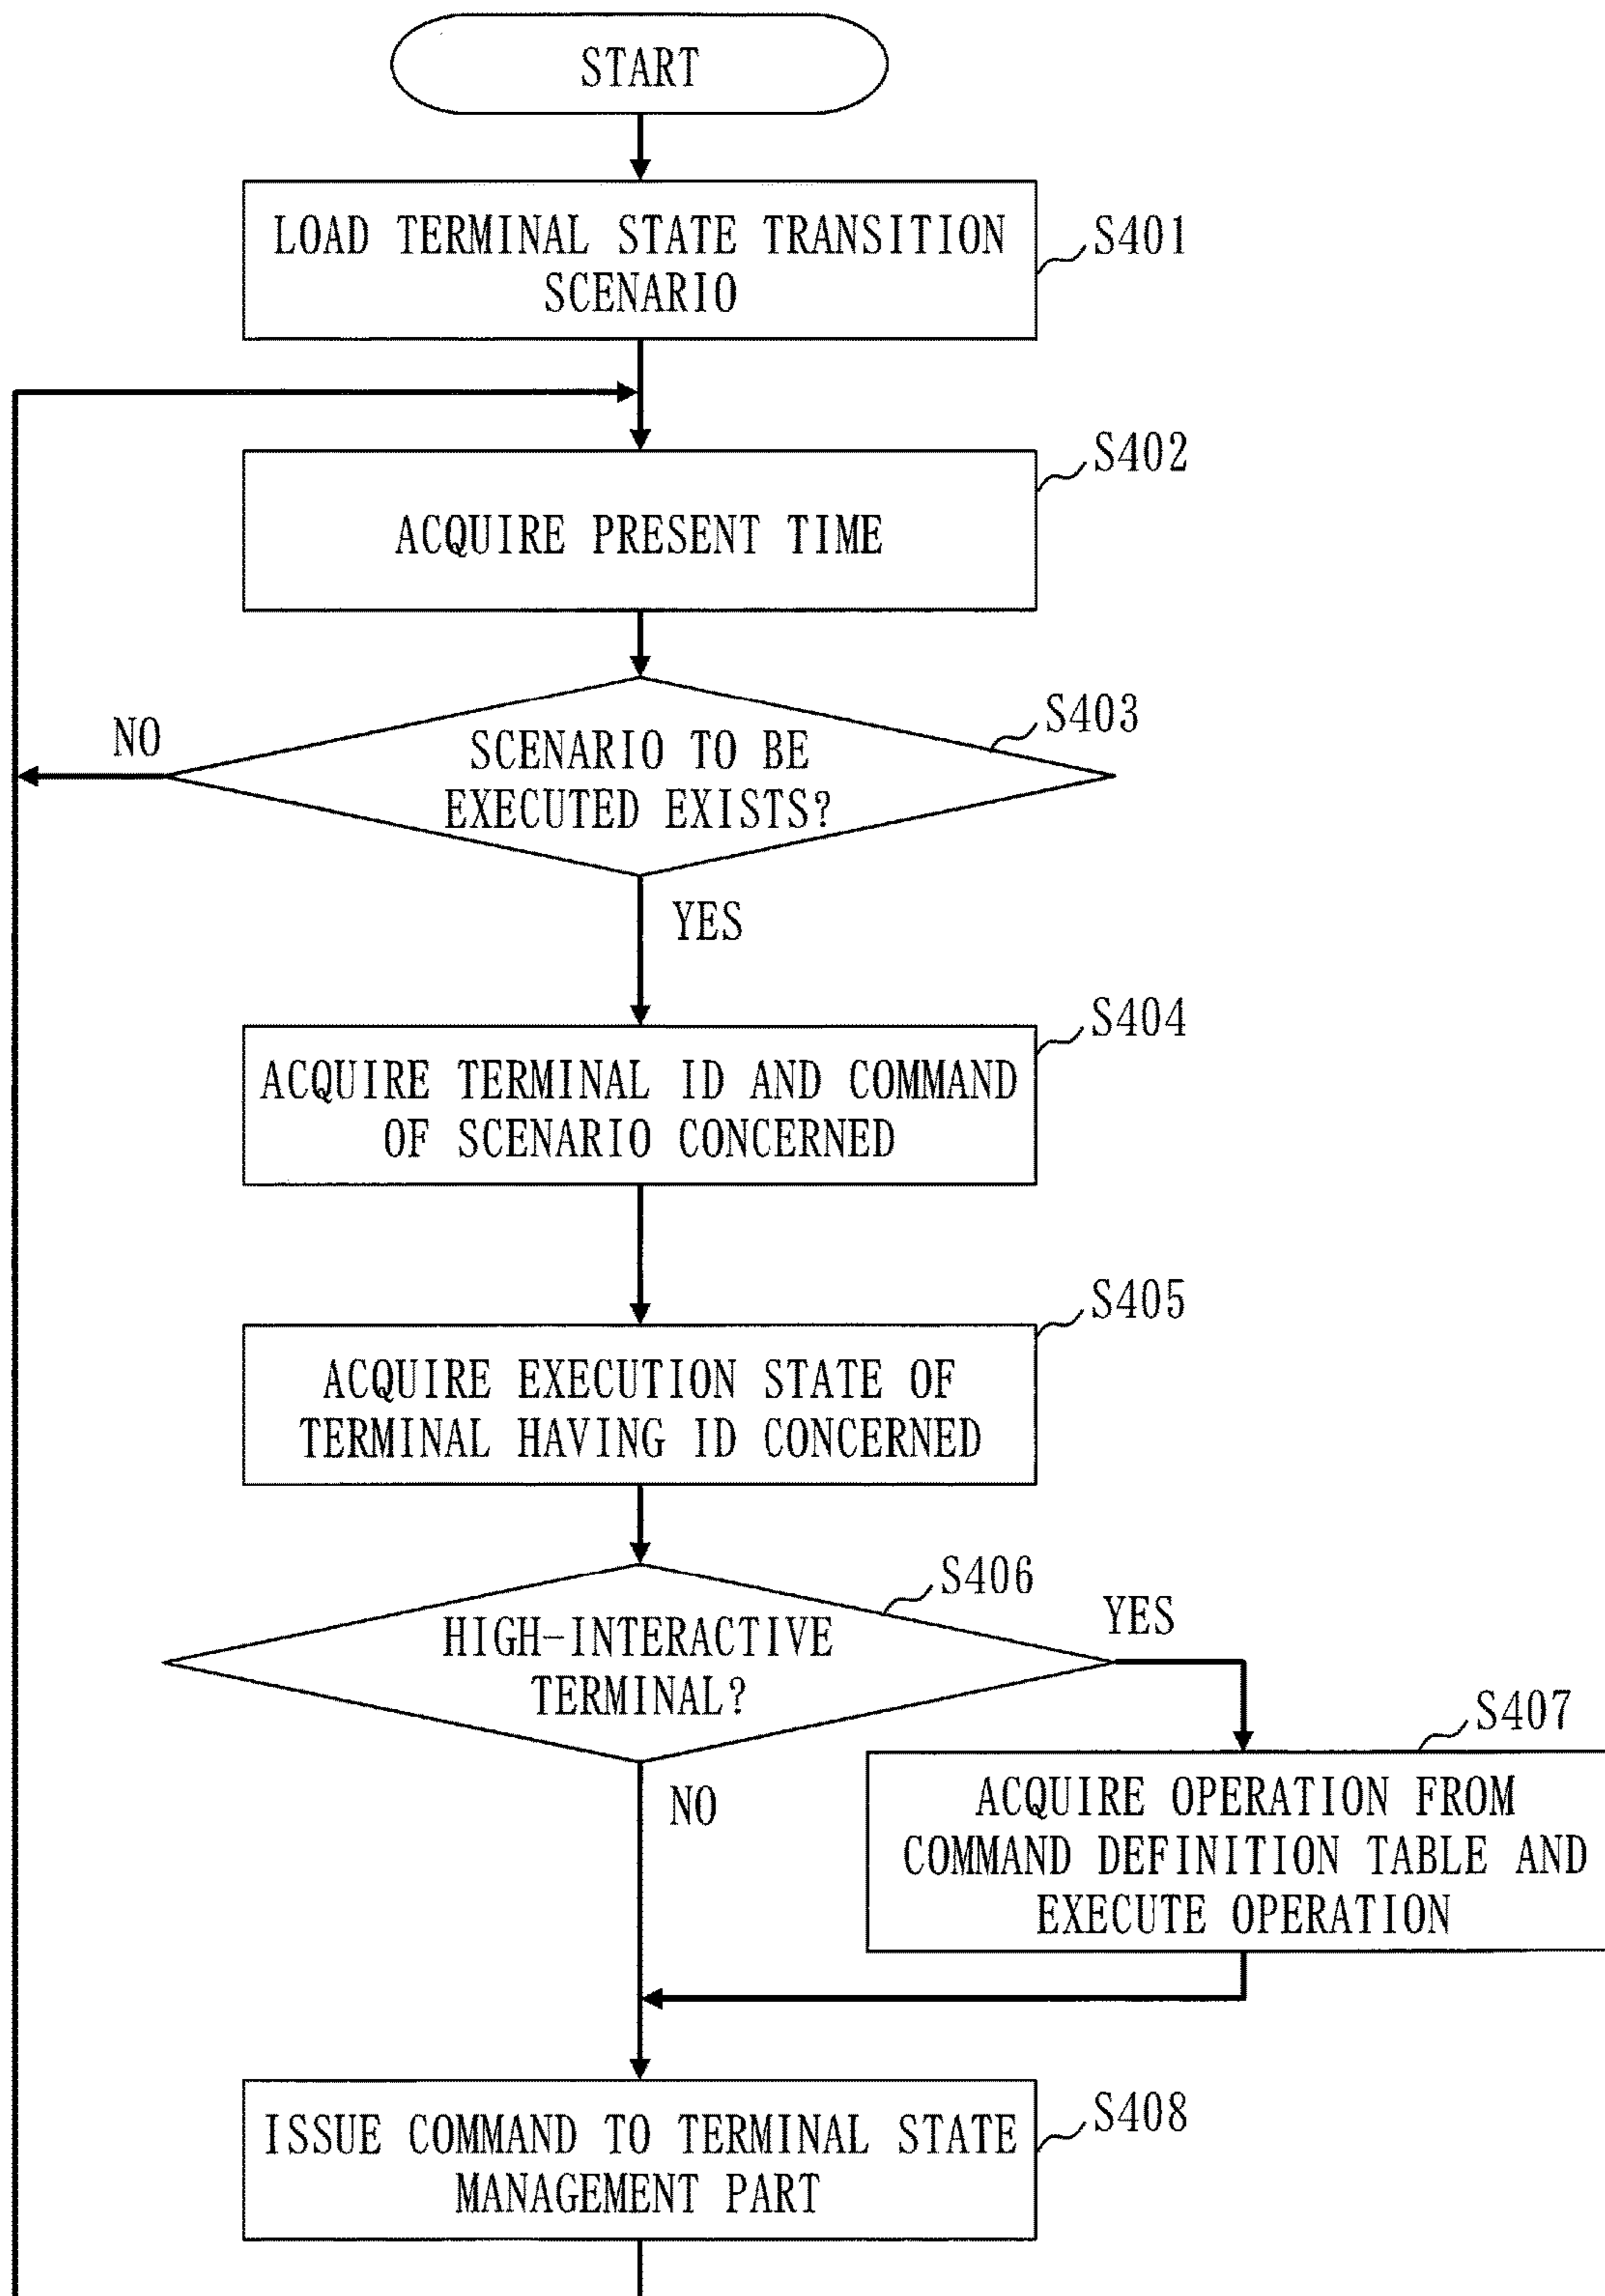 START
LOAD TERMINAL STATE TRANSITION
SCENARIO
S401
ACQUIRE PRESENT TIME
S402
SCENARIO TO BE
EXECUTED EXISTS?
S403
NO
YES
ACQUIRE TERMINAL ID AND COMMAND
OF SCENARIO CONCERNED
S404
ACQUIRE EXECUTION STATE OF
TERMINAL HAVING ID CONCERNED
S405
HIGH-INTERACTIVE
TERMINAL?
S406
YES
NO
S407
ACQUIRE OPERATION FROM
COMMAND DEFINITION TABLE AND
EXECUTE OPERATION
ISSUE COMMAND TO TERMINAL STATE
MANAGEMENT PART
S408